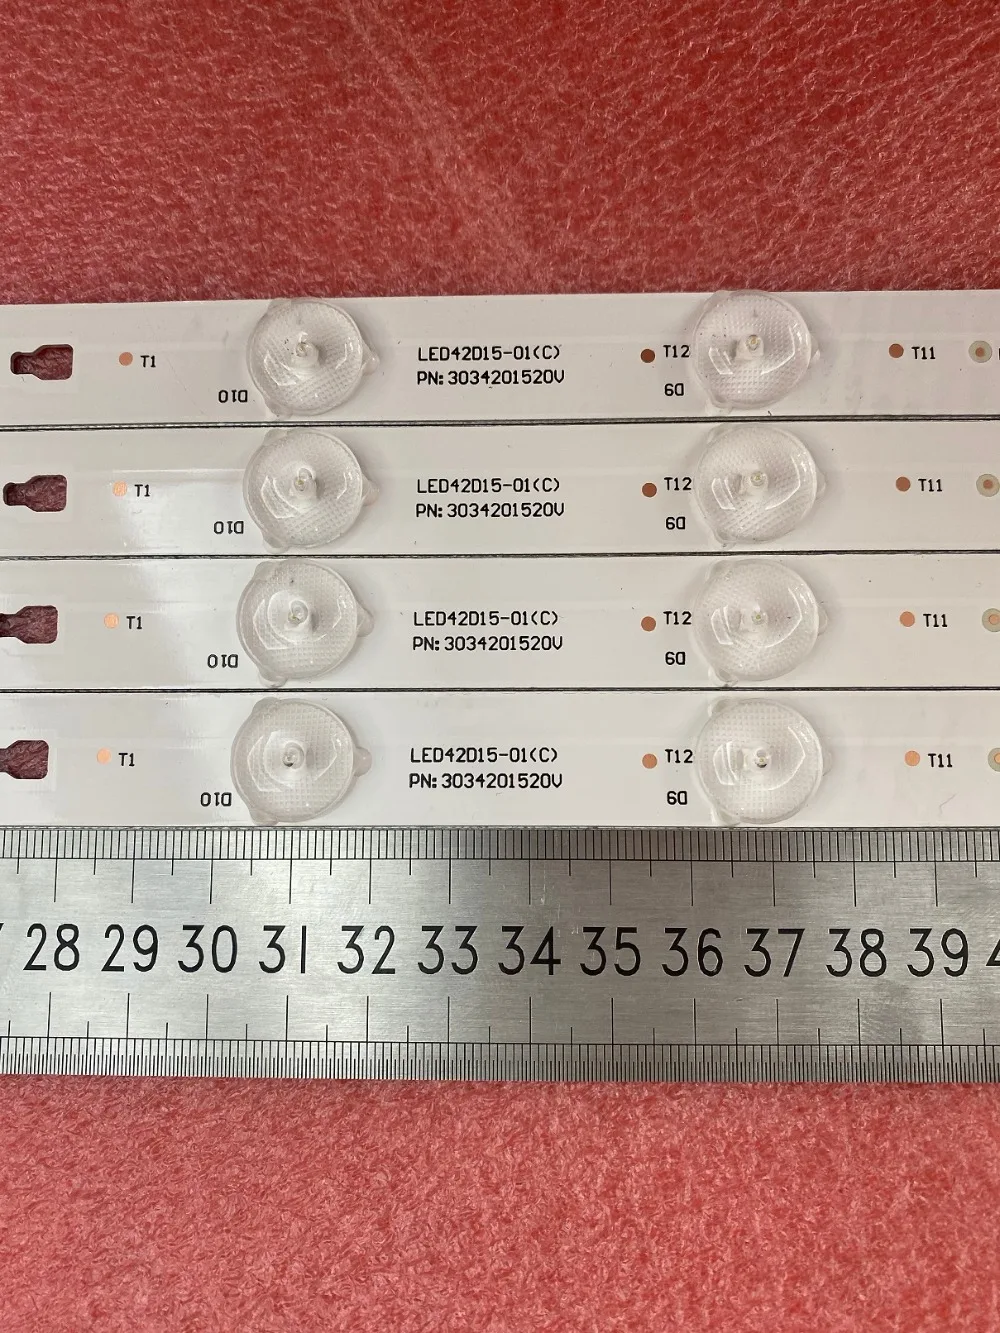 T1 D10 LED42D15-01(C) T12 D9 T11
PN:3034201520V
T1 D10 LED42D15-01(C) T12 D9 T11
PN:3034201520V
T1 D10 LED42D15-01(C) T12 D9 T11
PN:3034201520V
T1 D10 LED42D15-01(C) T12 D9 T11
PN:3034201520V
28 29 30 31 32 33 34 35 36 37 38 39